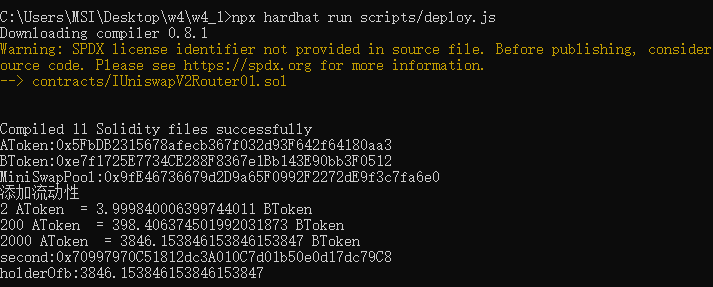 C:\Users\MSI\Desktop\w4\w4_1>npx hardhat run scripts/deploy.js
Downloading compiler 0.8.1
Warning: SPDX license identifier not provided in source file. Before publishing, consider
ource code. Please see https://spdx.org for more information.
--> contracts/IUniswapV2Router01.sol
Compiled 11 Solidity files successfully
AToken:0x5FbDB2315678afecb367f032d93F642f64180aa3
BToken:0xe7f1725E7734CE288F8367e1Bb143E90bb3F0512
MiniSwapPool:0x9fE46736679d2D9a65F0992F2272dE9f3c7fa6e0
添加流动性
2 AToken  = 3.999840006399744011 BToken
200 AToken  = 398.406374501992031873 BToken
2000 AToken  = 3846.153846153846153847 BToken
second:0x70997970C51812dc3A010C7d01b50e0d17dc79C8
holderOfb:3846.153846153846153847